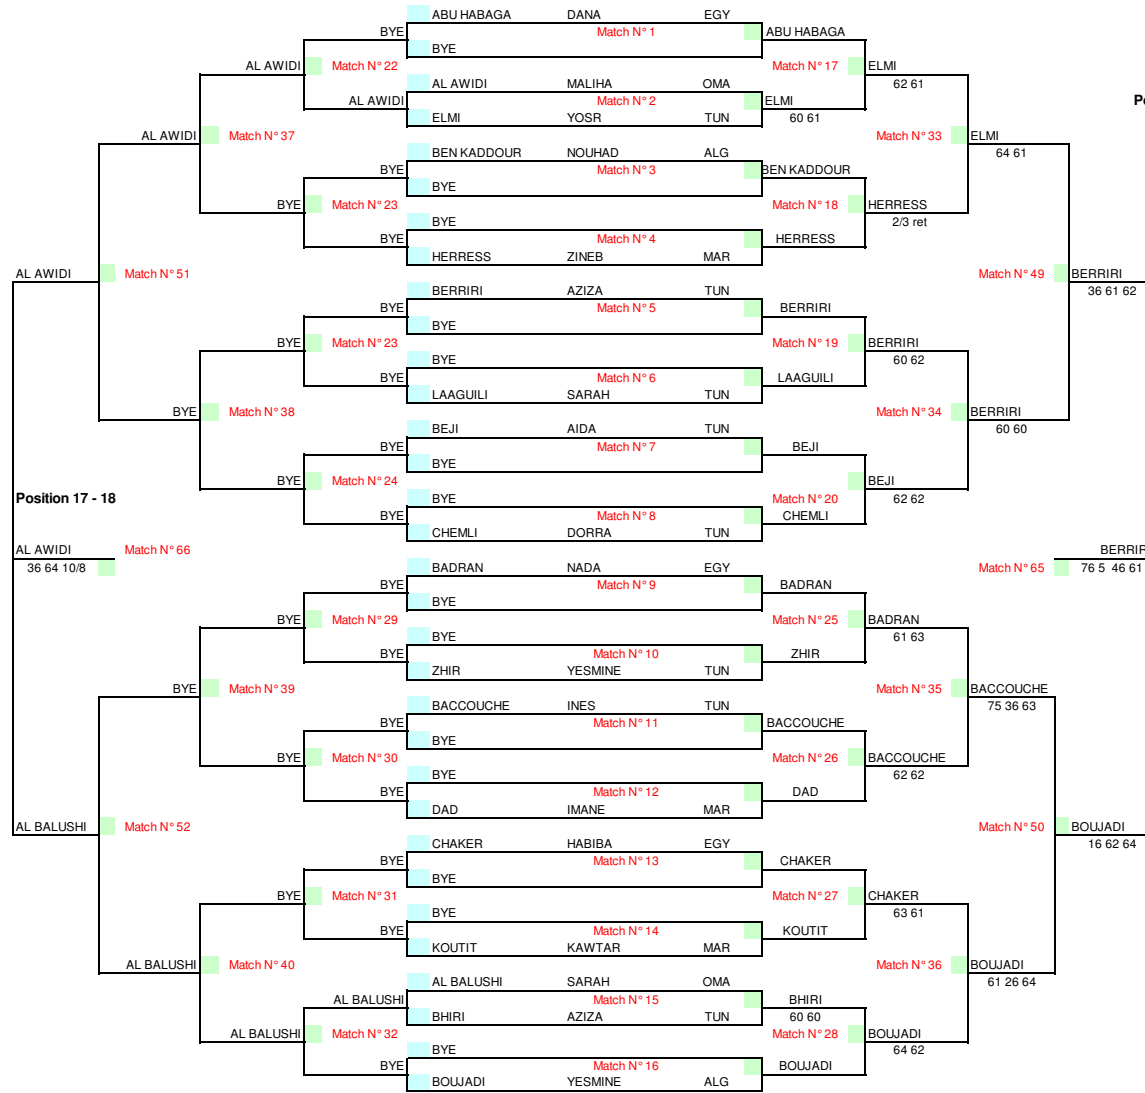 ABU HABAGA DANA EGY
BYE Match N° 1 ABU HABAGA
BYE
AL AWIDI Match N° 22 Match N° 17 ELMI
AL AWIDI MALIHA OMA 62 61
AL AWIDI Match N° 2 ELMI
ELMI YOSR TUN 60 61
AL AWIDI Match N° 37 Match N° 33 ELMI
BEN KADDOUR NOUHAD ALG 64 61
BYE Match N° 3 BEN KADDOUR
BYE
BYE Match N° 23 Match N° 18 HERRESS
BYE 2/3 ret
BYE Match N° 4 HERRESS
HERRESS ZINEB MAR
AL AWIDI Match N° 51 Match N° 49 BERRIRI
BERRIRI AZIZA TUN 36 61 62
BYE Match N° 5 BERRIRI
BYE
BYE Match N° 23 Match N° 19 BERRIRI
BYE 60 62
BYE Match N° 6 LAAGUILI
LAAGUILI SARAH TUN
BYE Match N° 38 Match N° 34 BERRIRI
BEJI AIDA TUN 60 60
BYE Match N° 7 BEJI
BYE
BYE Match N° 24 BEJI
Position 17 - 18 BYE Match N° 20 62 62
BYE Match N° 8 CHEMLI
CHEMLI DORRA TUN
AL AWIDI Match N° 66
36 64 10/8 BADRAN NADA EGY Match N° 65 76 5 46 61
BYE Match N° 9 BADRAN
BYE
BYE Match N° 29 Match N° 25 BADRAN
BYE 61 63
BYE Match N° 10 ZHIR
ZHIR YESMINE TUN
BYE Match N° 39 Match N° 35 BACCOUCHE
BACCOUCHE INES TUN 75 36 63
BYE Match N° 11 BACCOUCHE
BYE
BYE Match N° 30 Match N° 26 BACCOUCHE
BYE 62 62
BYE Match N° 12 DAD
DAD IMANE MAR
AL BALUSHI Match N° 52 Match N° 50 BOUJADI
CHAKER HABIBA EGY 16 62 64
BYE Match N° 13 CHAKER
BYE
BYE Match N° 31 Match N° 27 CHAKER
BYE 63 61
BYE Match N° 14 KOUTIT
KOUTIT KAWTAR MAR
AL BALUSHI Match N° 40 Match N° 36 BOUJADI
AL BALUSHI SARAH OMA 61 26 64
AL BALUSHI Match N° 15 BHIRI
BHIRI AZIZA TUN 60 60
AL BALUSHI Match N° 32 Match N° 28 BOUJADI
BYE 64 62
BYE Match N° 16 BOUJADI
BOUJADI YESMINE ALG